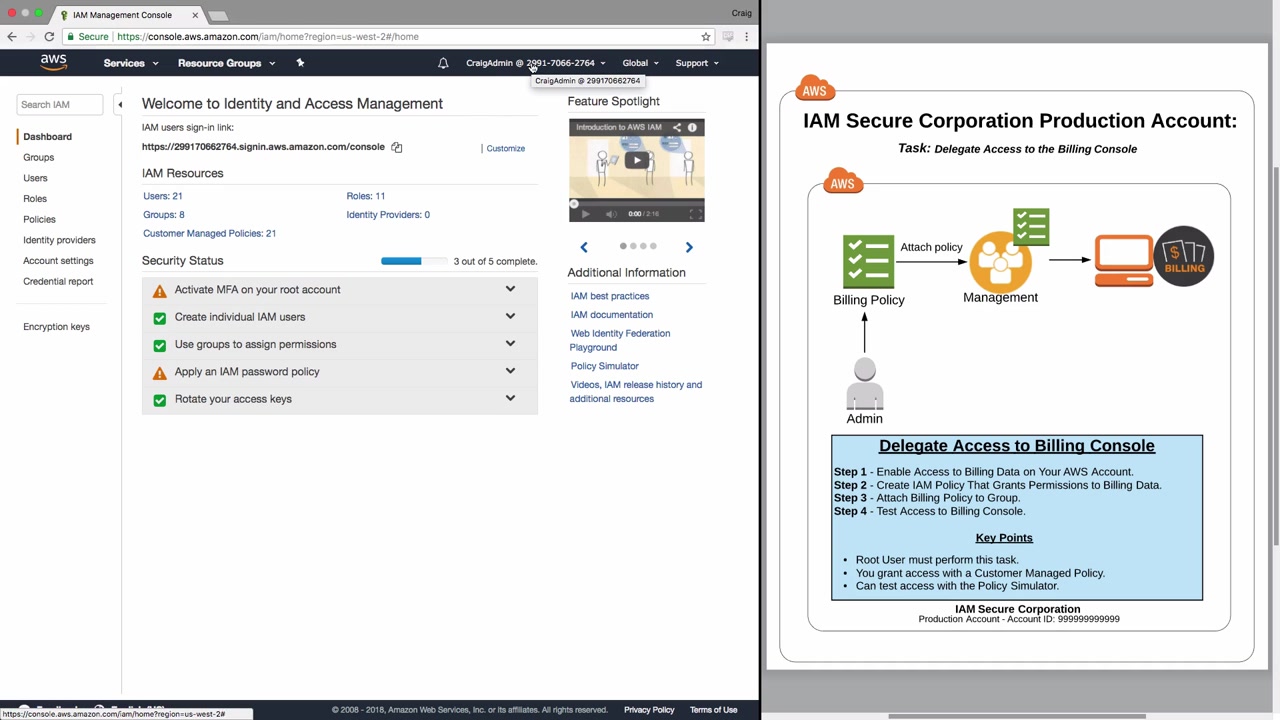 IAM Management Console
Craig
Secure
https://console.aws.amazon.com/iam/home?region=us-west-2#/home
aws
Services
Resource Groups
CraigAdmin @ 2991-7066-2764
Global
Support
CraigAdmin @ 299170662764
Search IAM
Dashboard
Groups
Users
Roles
Policies
Identity providers
Account settings
Credential report
Encryption keys
Welcome to Identity and Access Management
IAM users sign-in link:
https://299170662764.signin.aws.amazon.com/console
Customize
IAM Resources
Users: 21
Roles: 11
Groups: 8
Identity Providers: 0
Customer Managed Policies: 21
Security Status
3 out of 5 complete.
Activate MFA on your root account
Create individual IAM users
Use groups to assign permissions
Apply an IAM password policy
Rotate your access keys
Feature Spotlight
Introduction to AWS IAM
0:00 / 2:16
Additional Information
IAM best practices
IAM documentation
Web Identity Federation
Playground
Policy Simulator
Videos, IAM release history and
additional resources
https://console.aws.amazon.com/iam/home?region=us-west-2#
© 2008 - 2018, Amazon Web Services, Inc. or its affiliates. All rights reserved.
Privacy Policy
Terms of Use
AWS
IAM Secure Corporation Production Account:
Task: Delegate Access to the Billing Console
AWS
Attach policy
BILLING
Billing Policy
Management
Admin
Delegate Access to Billing Console
Step 1 - Enable Access to Billing Data on Your AWS Account.
Step 2 - Create IAM Policy That Grants Permissions to Billing Data.
Step 3 - Attach Billing Policy to Group.
Step 4 - Test Access to Billing Console.
Key Points
• Root User must perform this task.
• You grant access with a Customer Managed Policy.
• Can test access with the Policy Simulator.
IAM Secure Corporation
Production Account - Account ID: 999999999999